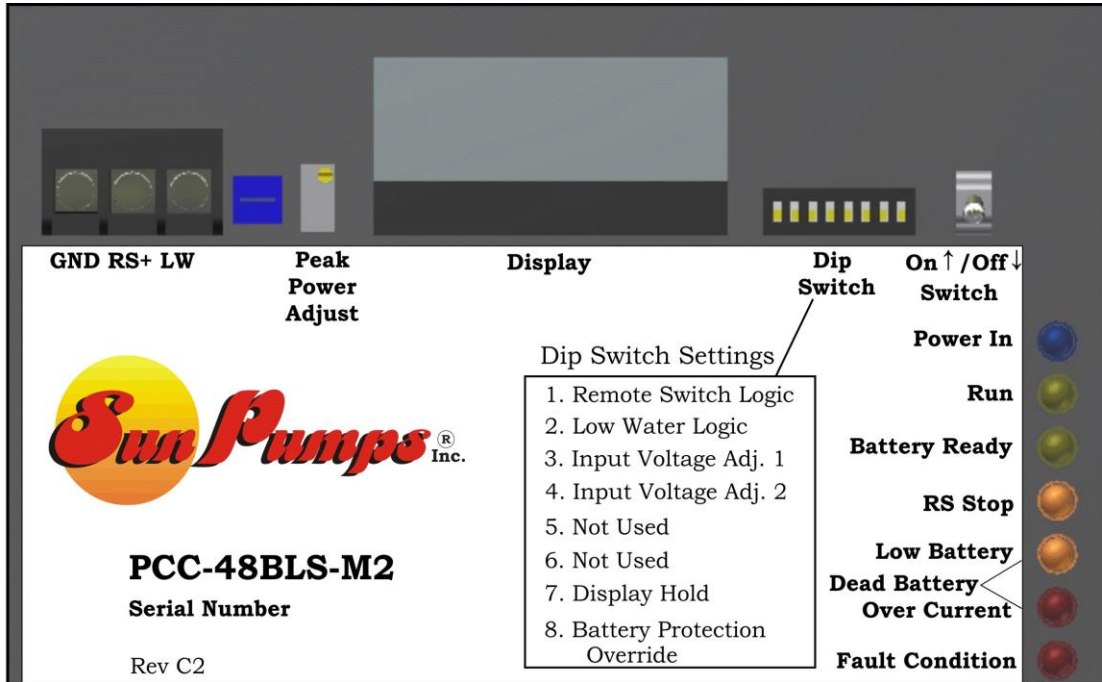 GND RS+ LW
Peak
Power
Adjust
Display
Dip
Switch
On↑/Off↓
Switch
Power In
Run
Battery Ready
RS Stop
Low Battery
Dead Battery
Over Current
Fault Condition
Dip Switch Settings
1. Remote Switch Logic
2. Low Water Logic
3. Input Voltage Adj. 1
4. Input Voltage Adj. 2
5. Not Used
6. Not Used
7. Display Hold
8. Battery Protection
Override
Sun Pumps ® Inc.
PCC-48BLS-M2
Serial Number
Rev C2